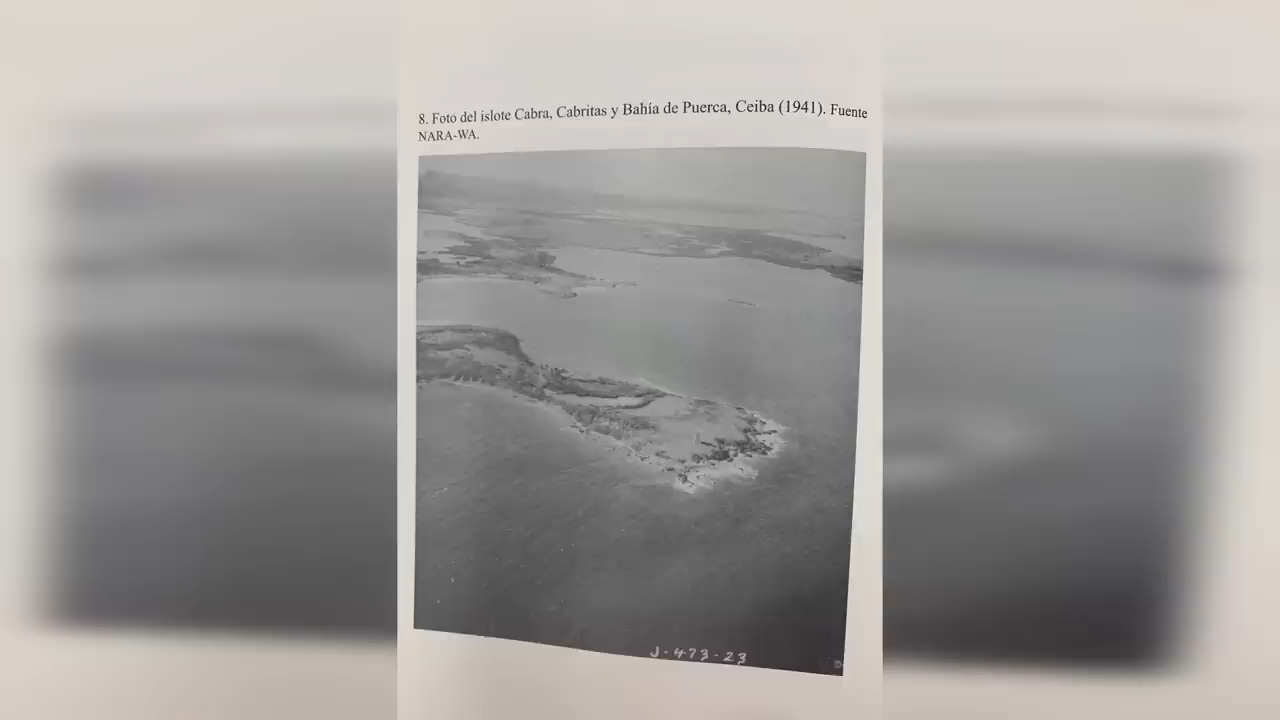 8. Foto del islote Cabra, Cabritas y Bahía de Puerca, Ceiba (1941). Fuente
NARA-WA.
J-473-23